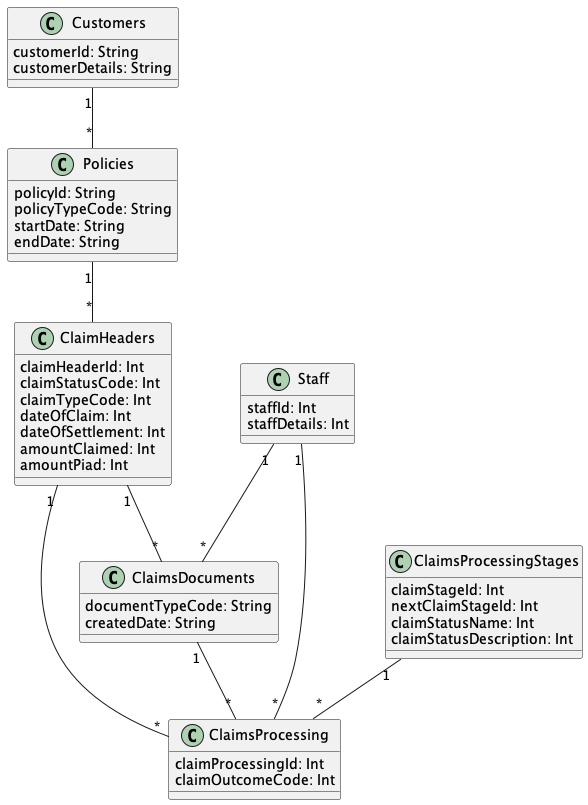 C Customers
customerId: String
customerDetails: String
1
*
C Policies
policyId: String
policyTypeCode: String
startDate: String
endDate: String
1
*
C ClaimHeaders
claimHeaderId: Int
claimStatusCode: Int
claimTypeCode: Int
dateOfClaim: Int
dateOfSettlement: Int
amountClaimed: Int
amountPiad: Int
C Staff
staffId: Int
staffDetails: Int
1 1
1 1
* *
C ClaimsDocuments
documentTypeCode: String
createdDate: String
C ClaimsProcessingStages
claimStageId: Int
nextClaimStageId: Int
claimStatusName: Int
claimStatusDescription: Int
1
1
* * * *
C ClaimsProcessing
claimProcessingId: Int
claimOutcomeCode: Int